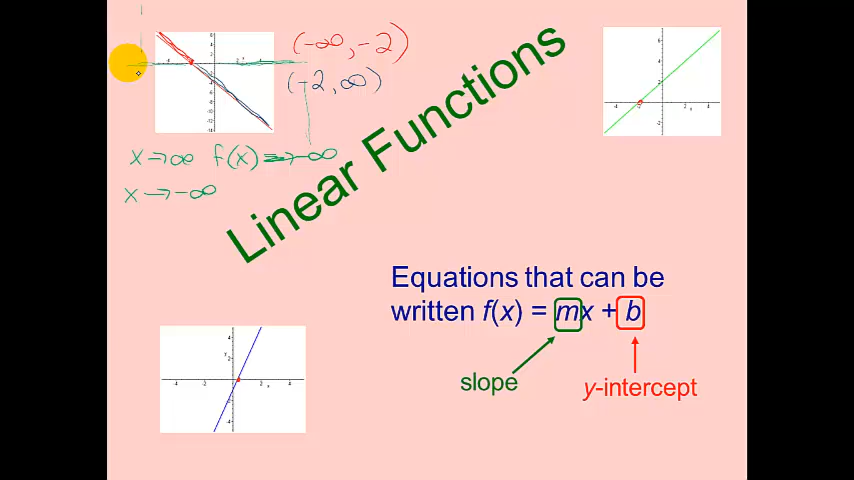 (-∞, -2)
(-2, ∞)
x→∞ f(x)→-∞
x→-∞
Linear Functions
Equations that can be
written f(x) = mx + b
slope
y-intercept